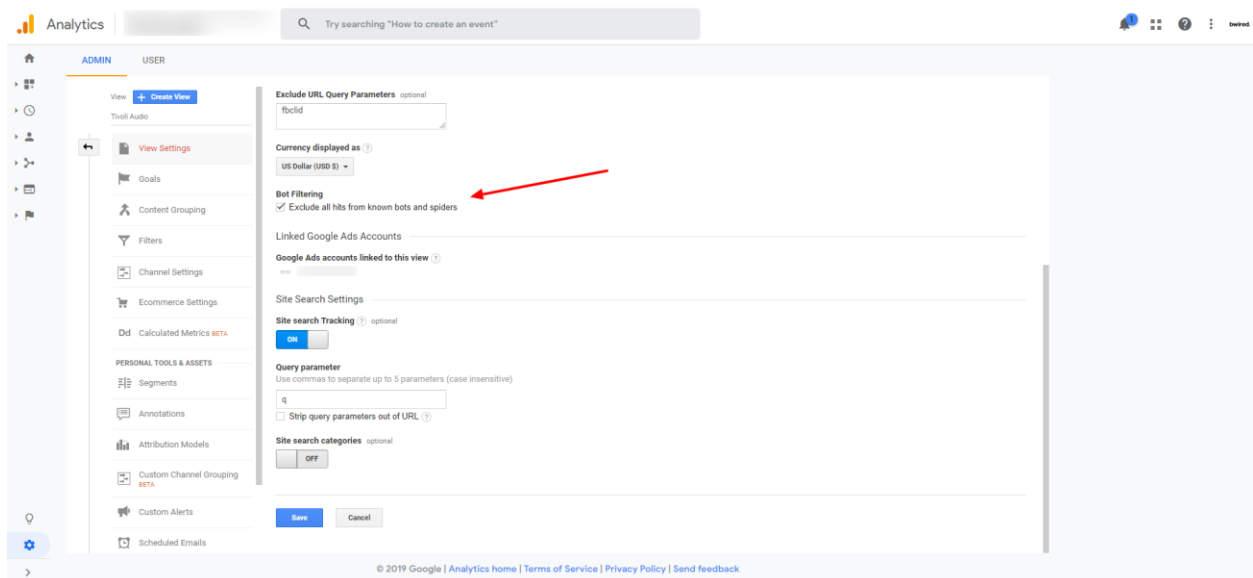 Analytics
Try searching "How to create an event"
1
bwired.
ADMIN
USER
View
+ Create View
Tivoli Audio
View Settings
Goals
Content Grouping
Filters
Channel Settings
Ecommerce Settings
Dd Calculated Metrics BETA
PERSONAL TOOLS & ASSETS
Segments
Annotations
Attribution Models
Custom Channel Grouping
BETA
Custom Alerts
Scheduled Emails
Exclude URL Query Parameters optional
fbclid
Currency displayed as ?
US Dollar (USD $)
Bot Filtering
Exclude all hits from known bots and spiders
Linked Google Ads Accounts
Google Ads accounts linked to this view ?
Site Search Settings
Site search Tracking ? optional
ON
Query parameter
Use commas to separate up to 5 parameters (case insensitive)
q
Strip query parameters out of URL ?
Site search categories optional
OFF
Save
Cancel
© 2019 Google | Analytics home | Terms of Service | Privacy Policy | Send feedback